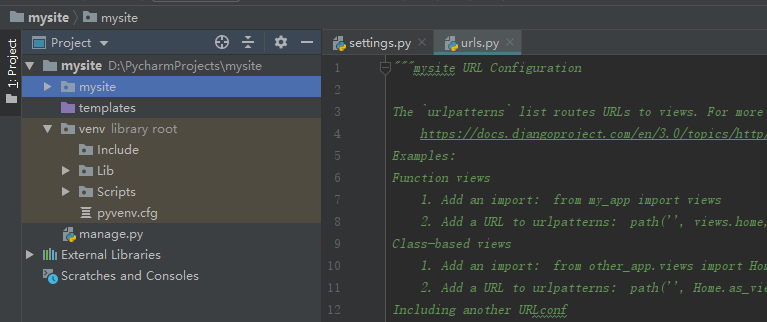 mysite mysite
1: Project
Project
mysite D:\PycharmProjects\mysite
mysite
templates
venv library root
Include
Lib
Scripts
pyvenv.cfg
manage.py
External Libraries
Scratches and Consoles
settings.py urls.py
1 """mysite URL Configuration
2
3 The `urlpatterns` list routes URLs to views. For more
4 https://docs.djangoproject.com/en/3.0/topics/http/
5 Examples:
6 Function views
7 1. Add an import: from my_app import views
8 2. Add a URL to urlpatterns: path('', views.home,
9 Class-based views
10 1. Add an import: from other_app.views import Hom
11 2. Add a URL to urlpatterns: path('', Home.as_vie
12 Including another URLconf